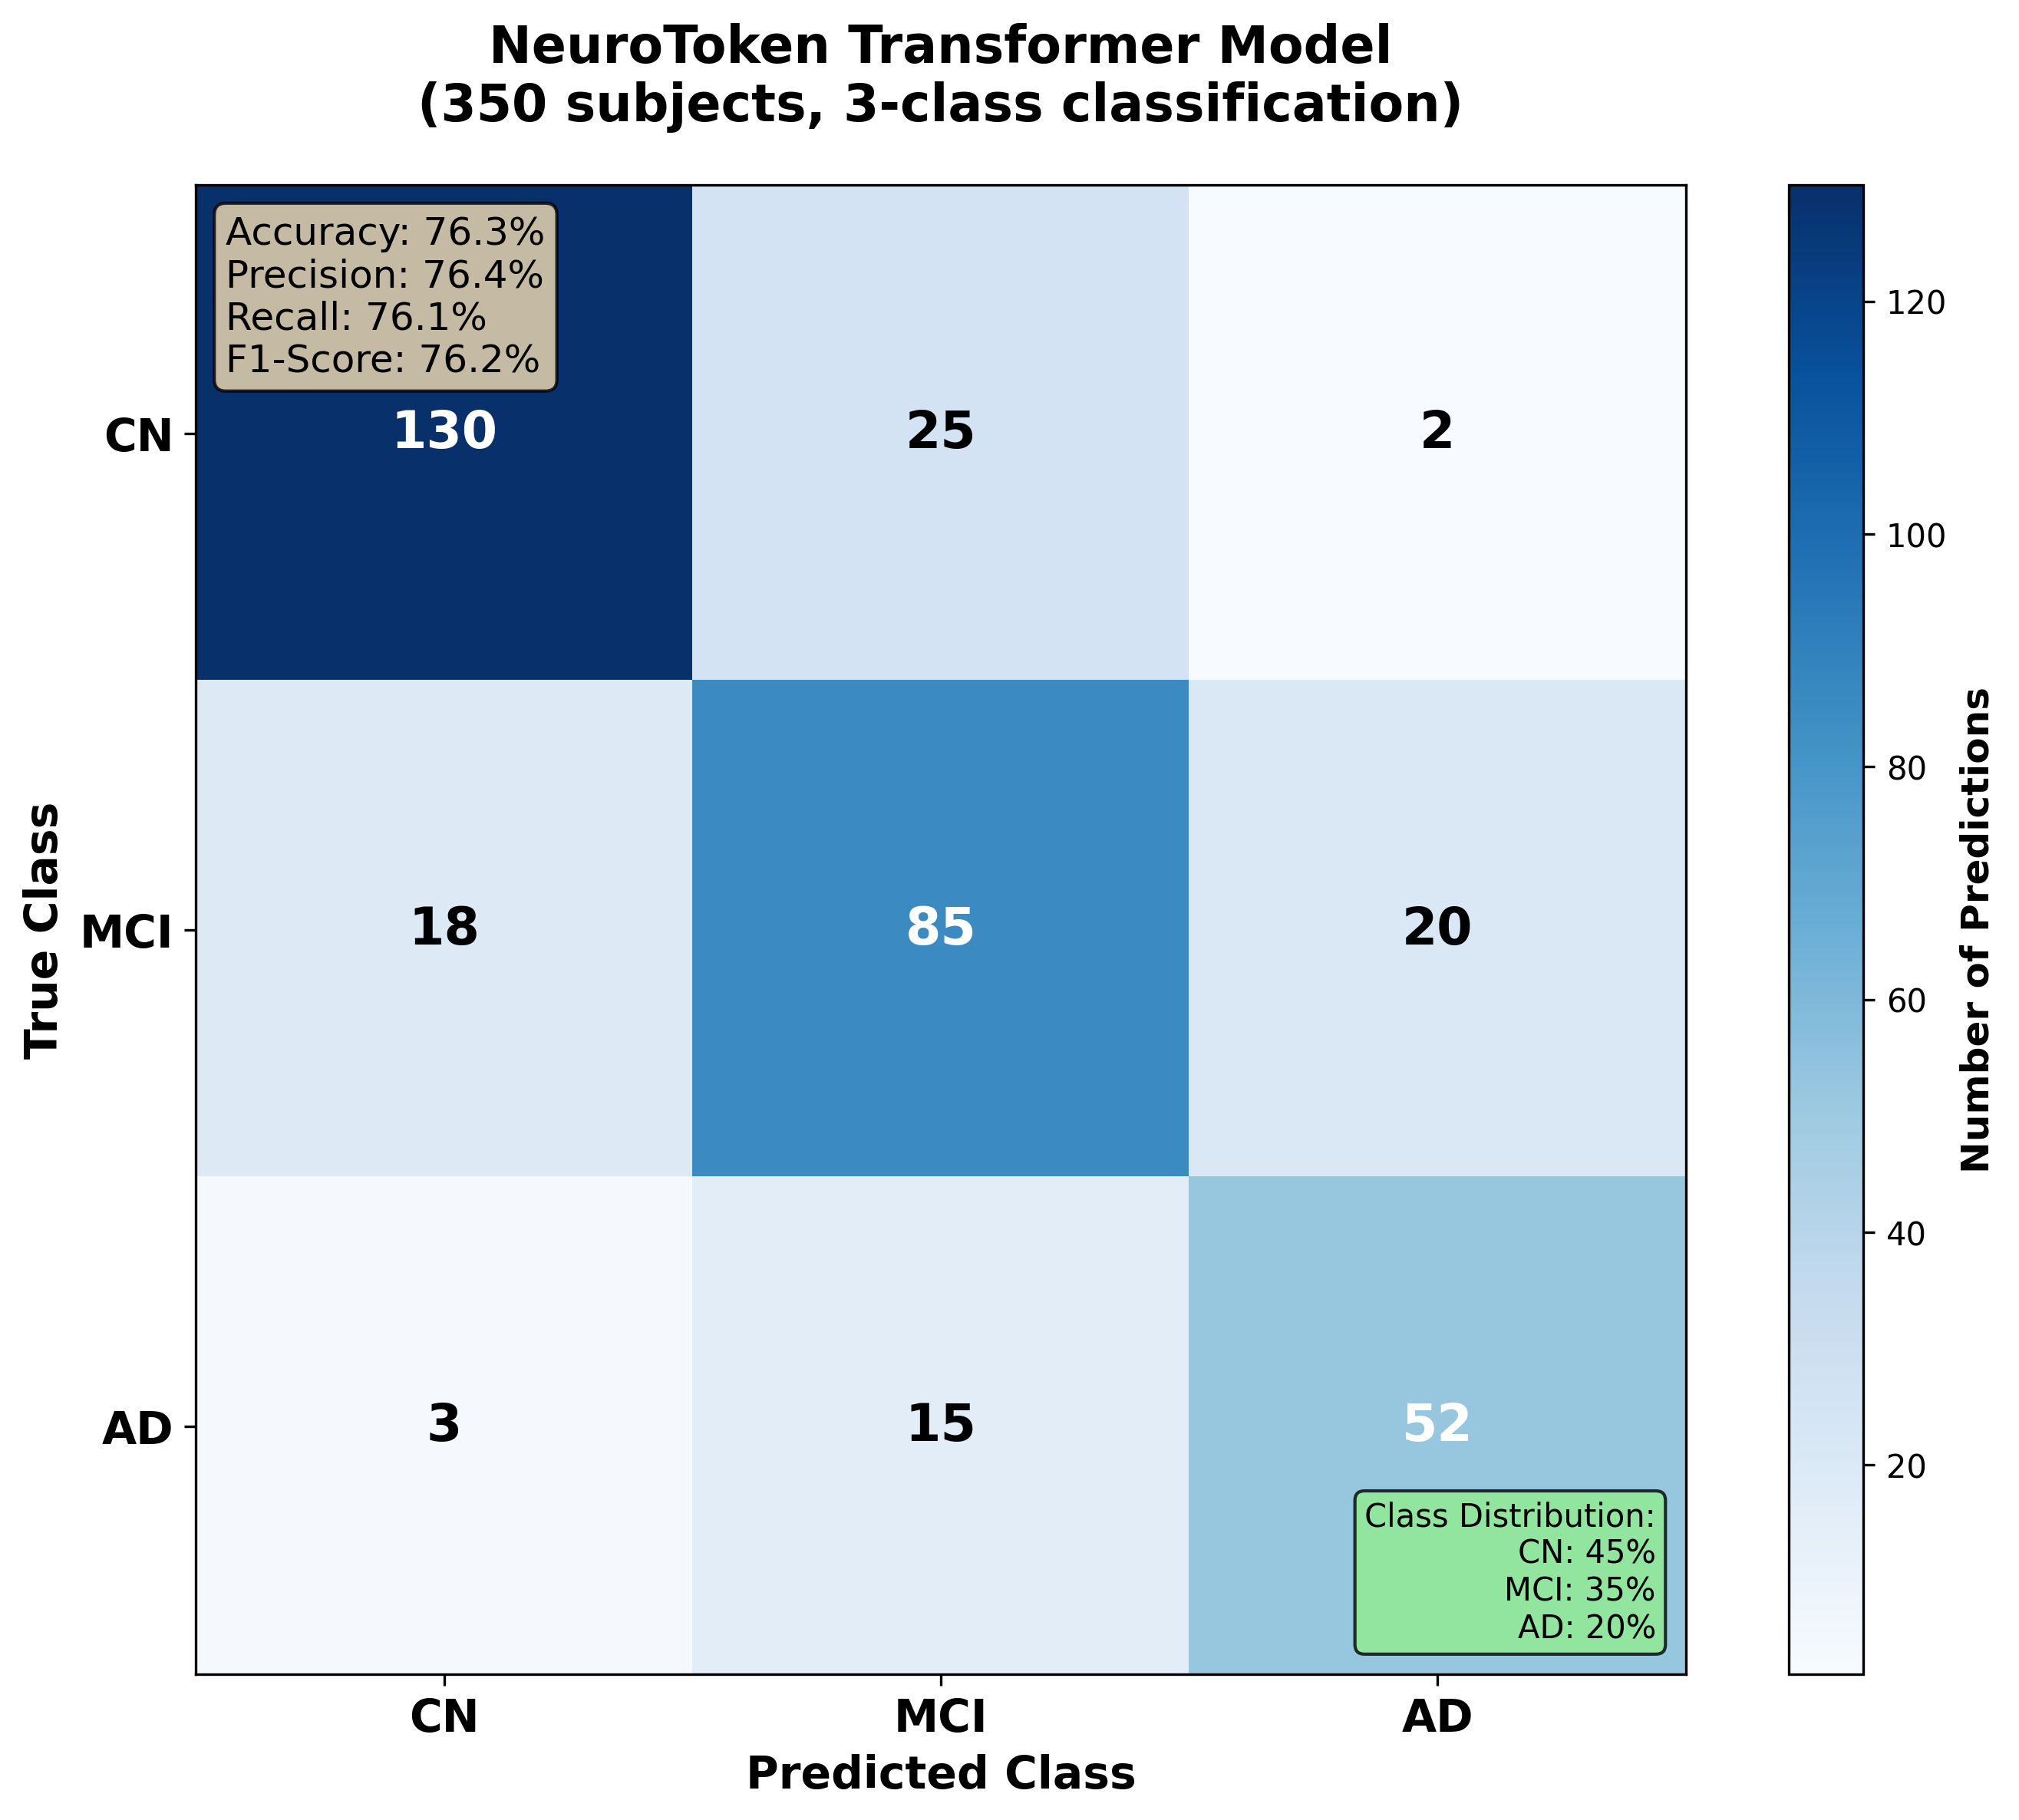 NeuroToken Transformer Model
(350 subjects, 3-class classification)
Accuracy: 76.3%
Precision: 76.4%
Recall: 76.1%
F1-Score: 76.2%
CN
130
25
2
True Class
MCI
18
85
20
AD
3
15
52
Class Distribution:
CN: 45%
MCI: 35%
AD: 20%
CN
MCI
AD
Predicted Class
120
100
80
60
40
20
Number of Predictions